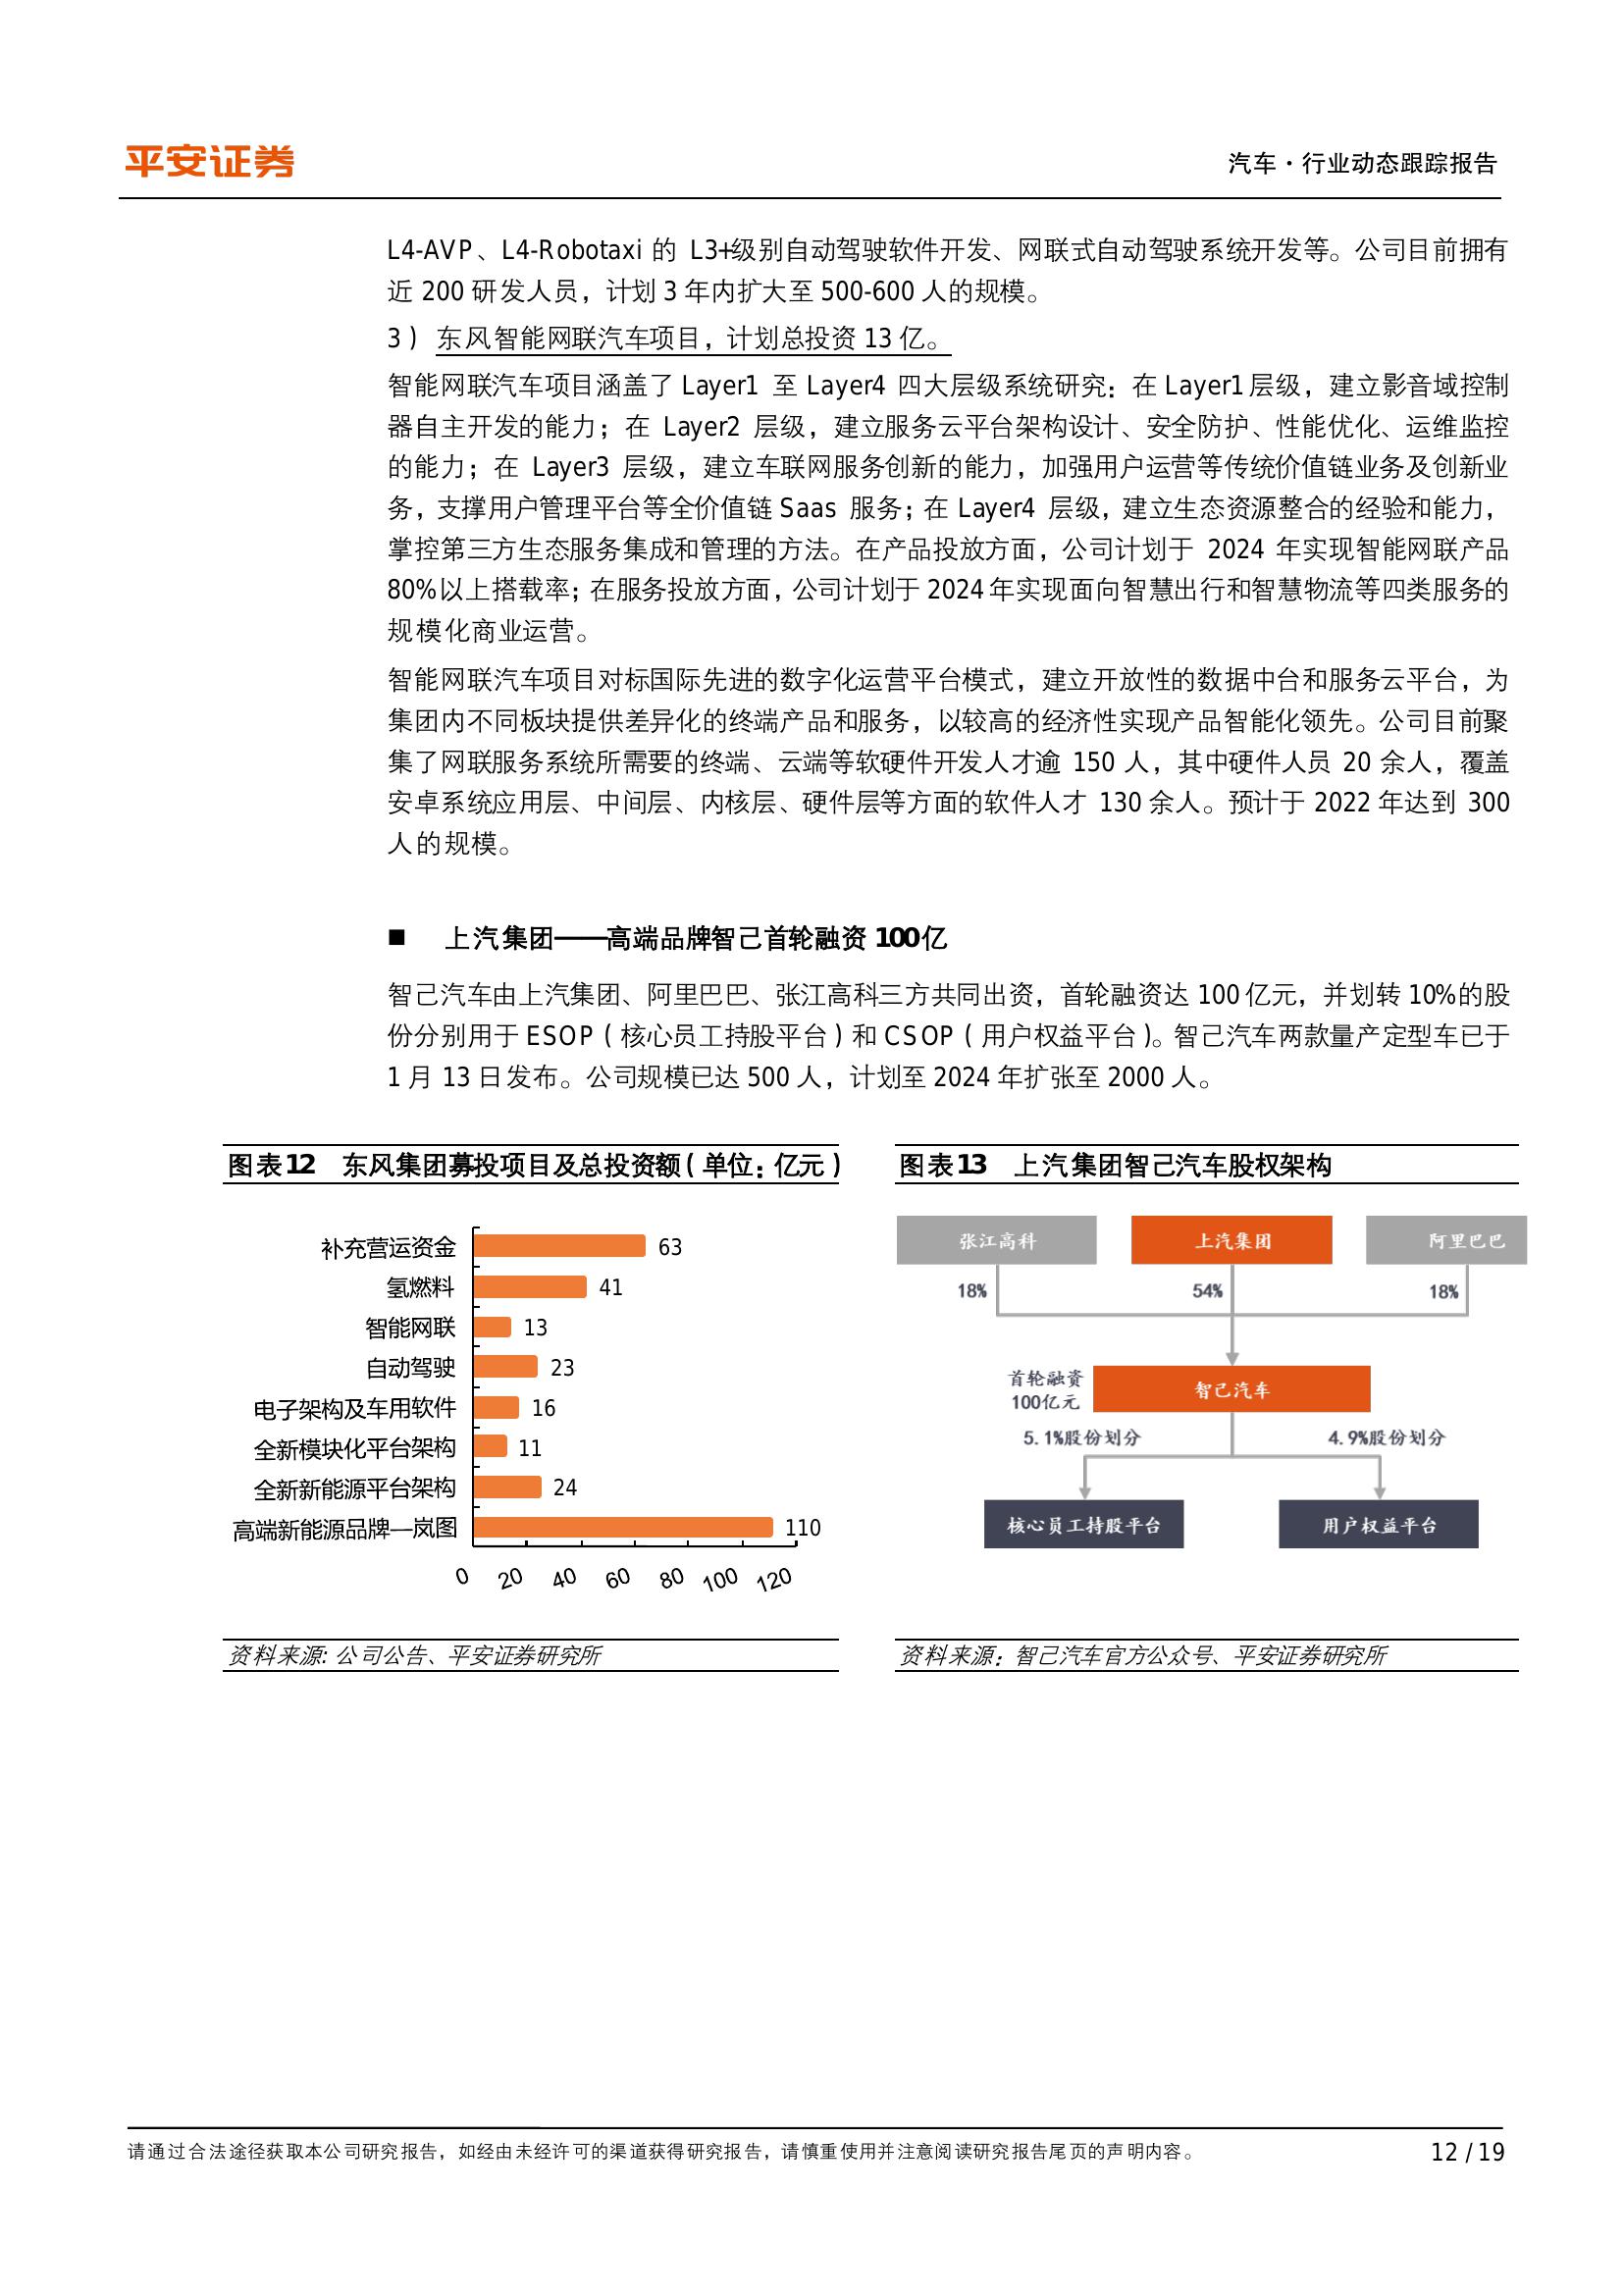 平安证券
汽车·行业动态跟踪报告
L4-AVP、L4-Robotaxi 的 L3+级别自动驾驶软件开发、网联式自动驾驶系统开发等。公司目前拥有
近 200 研发人员，计划 3 年内扩大至 500-600 人的规模。
3） 东风智能网联汽车项目，计划总投资 13 亿。
智能网联汽车项目涵盖了 Layer1 至 Layer4 四大层级系统研究：在 Layer1 层级，建立影音域控制
器自主开发的能力；在 Layer2 层级，建立服务云平台架构设计、安全防护、性能优化、运维监控
的能力；在 Layer3 层级，建立车联网服务创新的能力，加强用户运营等传统价值链业务及创新业
务，支撑用户管理平台等全价值链 Saas 服务；在 Layer4 层级，建立生态资源整合的经验和能力，
掌控第三方生态服务集成和管理的方法。在产品投放方面，公司计划于 2024 年实现智能网联产品
80%以上搭载率；在服务投放方面，公司计划于 2024 年实现面向智慧出行和智慧物流等四类服务的
规模化商业运营。
智能网联汽车项目对标国际先进的数字化运营平台模式，建立开放性的数据中台和服务云平台，为
集团内不同板块提供差异化的终端产品和服务，以较高的经济性实现产品智能化领先。公司目前聚
集了网联服务系统所需要的终端、云端等软硬件开发人才逾 150 人，其中硬件人员 20 余人，覆盖
安卓系统应用层、中间层、内核层、硬件层等方面的软件人才 130 余人。预计于 2022 年达到 300
人的规模。
■ 上汽集团——高端品牌智己首轮融资 100 亿
智己汽车由上汽集团、阿里巴巴、张江高科三方共同出资，首轮融资达 100 亿元，并划转 10%的股
份分别用于 ESOP（核心员工持股平台）和 CSOP（用户权益平台）。智己汽车两款量产定型车已于
1 月 13 日发布。公司规模已达 500 人，计划至 2024 年扩张至 2000 人。
图表12 东风集团募投项目及总投资额（单位：亿元）
补充营运资金 63
氢燃料 41
智能网联 13
自动驾驶 23
电子架构及车用软件 16
全新模块化平台架构 11
全新新能源平台架构 24
高端新能源品牌—岚图 110
0 20 40 60 80 100 120
资料来源:公司公告、平安证券研究所
图表13 上汽集团智己汽车股权架构
张江高科 上汽集团 阿里巴巴
18% 54% 18%
首轮融资
100亿元
智己汽车
5.1%股份划分 4.9%股份划分
核心员工持股平台 用户权益平台
资料来源：智己汽车官方公众号、平安证券研究所
请通过合法途径获取本公司研究报告，如经由未经许可的渠道获得研究报告，请慎重使用并注意阅读研究报告尾页的声明内容。
12 / 19